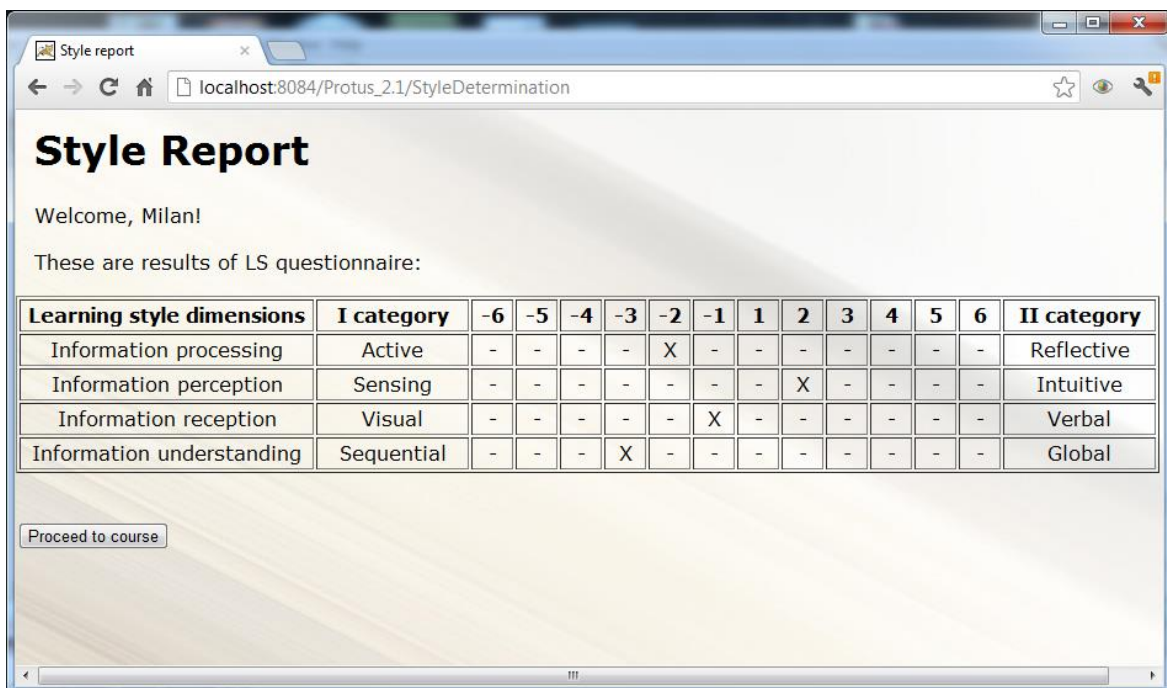 Style report
localhost:8084/Protus_2.1/StyleDetermination
Style Report
Welcome, Milan!
These are results of LS questionnaire:
Learning style dimensions I category -6 -5 -4 -3 -2 -1 1 2 3 4 5 6 II category
Information processing Active - - - - X - - - - - - - Reflective
Information perception Sensing - - - - - - - X - - - - Intuitive
Information reception Visual - - - - - X - - - - - - Verbal
Information understanding Sequential - - - X - - - - - - - - Global
Proceed to course